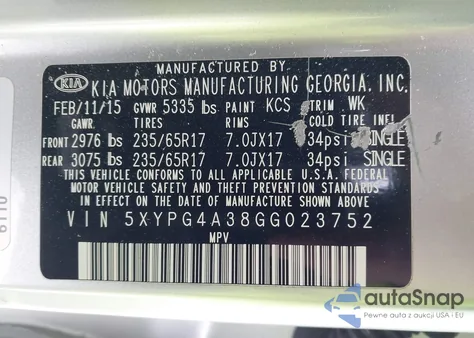 MANUFACTURED BY
KIA KIA MOTORS MANUFACTURING GEORGIA, INC.
FEB/11/15 GVWR 5335 lbs PAINT KCS TRIM WK
GAWR. TIRES RIMS COLD TIRE INFL.
FRONT 2976 lbs 235/65R17 7.0JX17 34psi SINGLE
REAR 3075 lbs 235/65R17 7.0JX17 34psi SINGLE
THIS VEHICLE CONFORMS TO ALL APPLICABLE U.S. FEDERAL
MOTOR VEHICLE SAFETY, BUMPER, AND THEFT PREVENTION
STANDARDS IN EFFECT ON THE DATE OF MANUFACTURE SHOWN ABOVE.
VIN 5XYPG4A38GG023752
MPV
autoSnap
Pewne auta z aukcji USA i EU